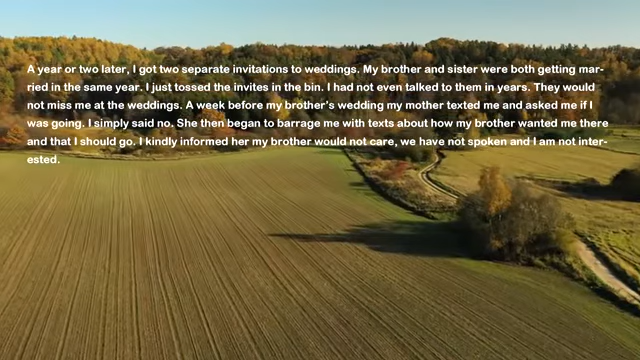 A year or two later, I got two separate invitations to weddings. My brother and sister were both getting mar-
ried in the same year. I just tossed the invites in the bin. I had not even talked to them in years. They would
not miss me at the weddings. A week before my brother's wedding my mother texted me and asked me if I
was going. I simply said no. She then began to barrage me with texts about how my brother wanted me there
and that I should go. I kindly informed her my brother would not care, we have not spoken and I am not inter-
ested.